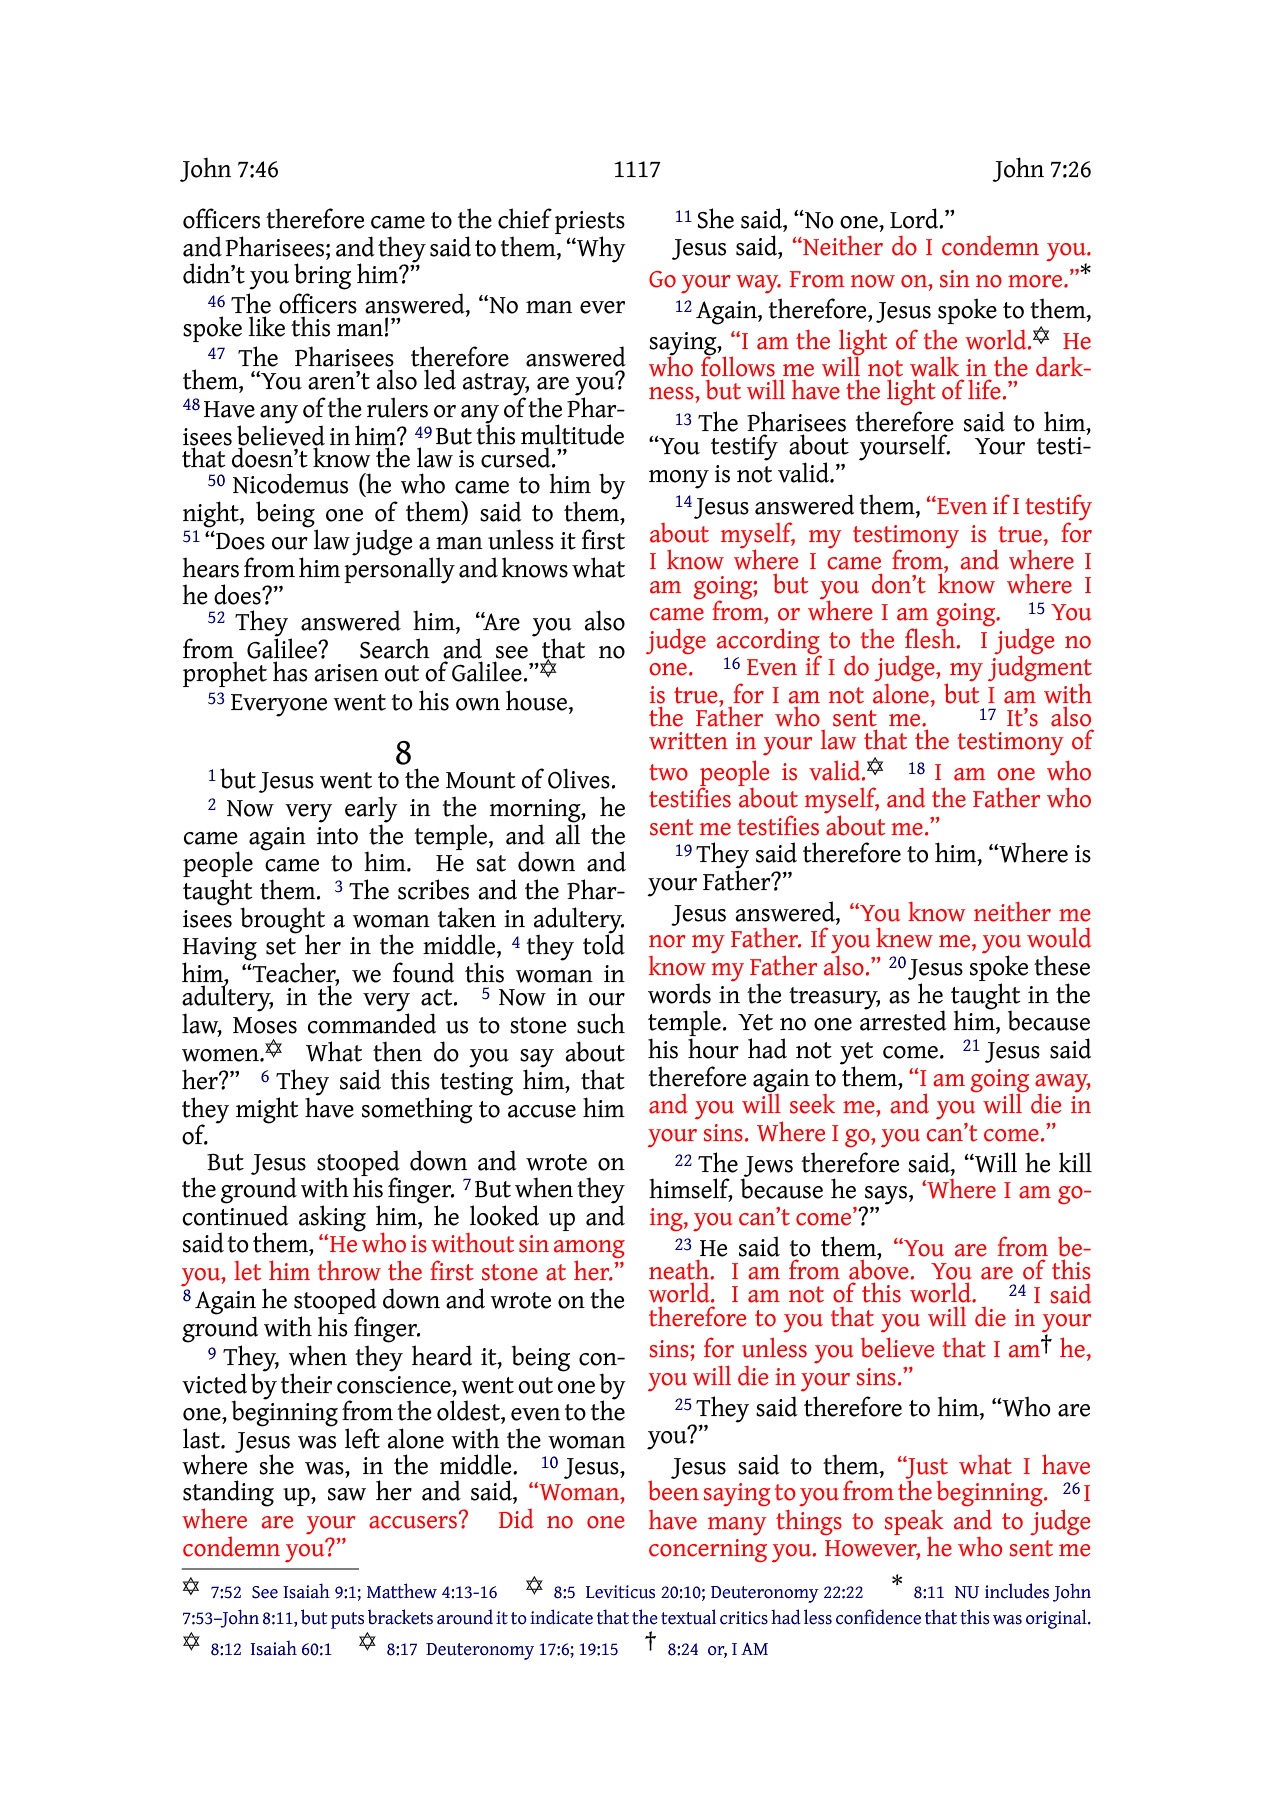 John 7:46 1117 John 7:26
officers therefore came to the chief priests
and Pharisees; and they said to them, “Why
didn’t you bring him?”
46 The officers answered, “No man ever
spoke like this man!”
47 The Pharisees therefore answered
them, “You aren’t also led astray, are you?
48 Have any of the rulers or any of the Phar-
isees believed in him? 49 But this multitude
that doesn’t know the law is cursed.”
50 Nicodemus (he who came to him by
night, being one of them) said to them,
51 “Does our law judge a man unless it first
hears from him personally and knows what
he does?”
52 They answered him, “Are you also
from Galilee? Search and see that no
prophet has arisen out of Galilee.”✡
53 Everyone went to his own house,
8
1 but Jesus went to the Mount of Olives.
2 Now very early in the morning, he
came again into the temple, and all the
people came to him. He sat down and
taught them. 3 The scribes and the Phar-
isees brought a woman taken in adultery.
Having set her in the middle, 4 they told
him, “Teacher, we found this woman in
adultery, in the very act. 5 Now in our
law, Moses commanded us to stone such
women.✡ What then do you say about
her?” 6 They said this testing him, that
they might have something to accuse him
of.
But Jesus stooped down and wrote on
the ground with his finger. 7 But when they
continued asking him, he looked up and
said to them, “He who is without sin among
you, let him throw the first stone at her.”
8 Again he stooped down and wrote on the
ground with his finger.
9 They, when they heard it, being con-
victed by their conscience, went out one by
one, beginning from the oldest, even to the
last. Jesus was left alone with the woman
where she was, in the middle. 10 Jesus,
standing up, saw her and said, “Woman,
where are your accusers? Did no one
condemn you?”
11 She said, “No one, Lord.”
Jesus said, “Neither do I condemn you.
Go your way. From now on, sin no more.”*
12 Again, therefore, Jesus spoke to them,
saying, “I am the light of the world.✡ He
who follows me will not walk in the dark-
ness, but will have the light of life.”
13 The Pharisees therefore said to him,
“You testify about yourself. Your testi-
mony is not valid.”
14 Jesus answered them, “Even if I testify
about myself, my testimony is true, for
I know where I came from, and where I
am going; but you don’t know where I
came from, or where I am going. 15 You
judge according to the flesh. I judge no
one. 16 Even if I do judge, my judgment
is true, for I am not alone, but I am with
the Father who sent me. 17 It’s also
written in your law that the testimony of
two people is valid.✡ 18 I am one who
testifies about myself, and the Father who
sent me testifies about me.”
19 They said therefore to him, “Where is
your Father?”
Jesus answered, “You know neither me
nor my Father. If you knew me, you would
know my Father also.” 20 Jesus spoke these
words in the treasury, as he taught in the
temple. Yet no one arrested him, because
his hour had not yet come. 21 Jesus said
therefore again to them, “I am going away,
and you will seek me, and you will die in
your sins. Where I go, you can’t come.”
22 The Jews therefore said, “Will he kill
himself, because he says, ‘Where I am go-
ing, you can’t come’?”
23 He said to them, “You are from be-
neath. I am from above. You are of this
world. I am not of this world. 24 I said
therefore to you that you will die in your
sins; for unless you believe that I am† he,
you will die in your sins.”
25 They said therefore to him, “Who are
you?”
Jesus said to them, “Just what I have
been saying to you from the beginning. 26 I
have many things to speak and to judge
concerning you. However, he who sent me
✡ 7:52 See Isaiah 9:1; Matthew 4:13-16 ✡ 8:5 Leviticus 20:10; Deuteronomy 22:22 * 8:11 NU includes John
7:53–John 8:11, but puts brackets around it to indicate that the textual critics had less confidence that this was original.
✡ 8:12 Isaiah 60:1 ✡ 8:17 Deuteronomy 17:6; 19:15 † 8:24 or, I AM